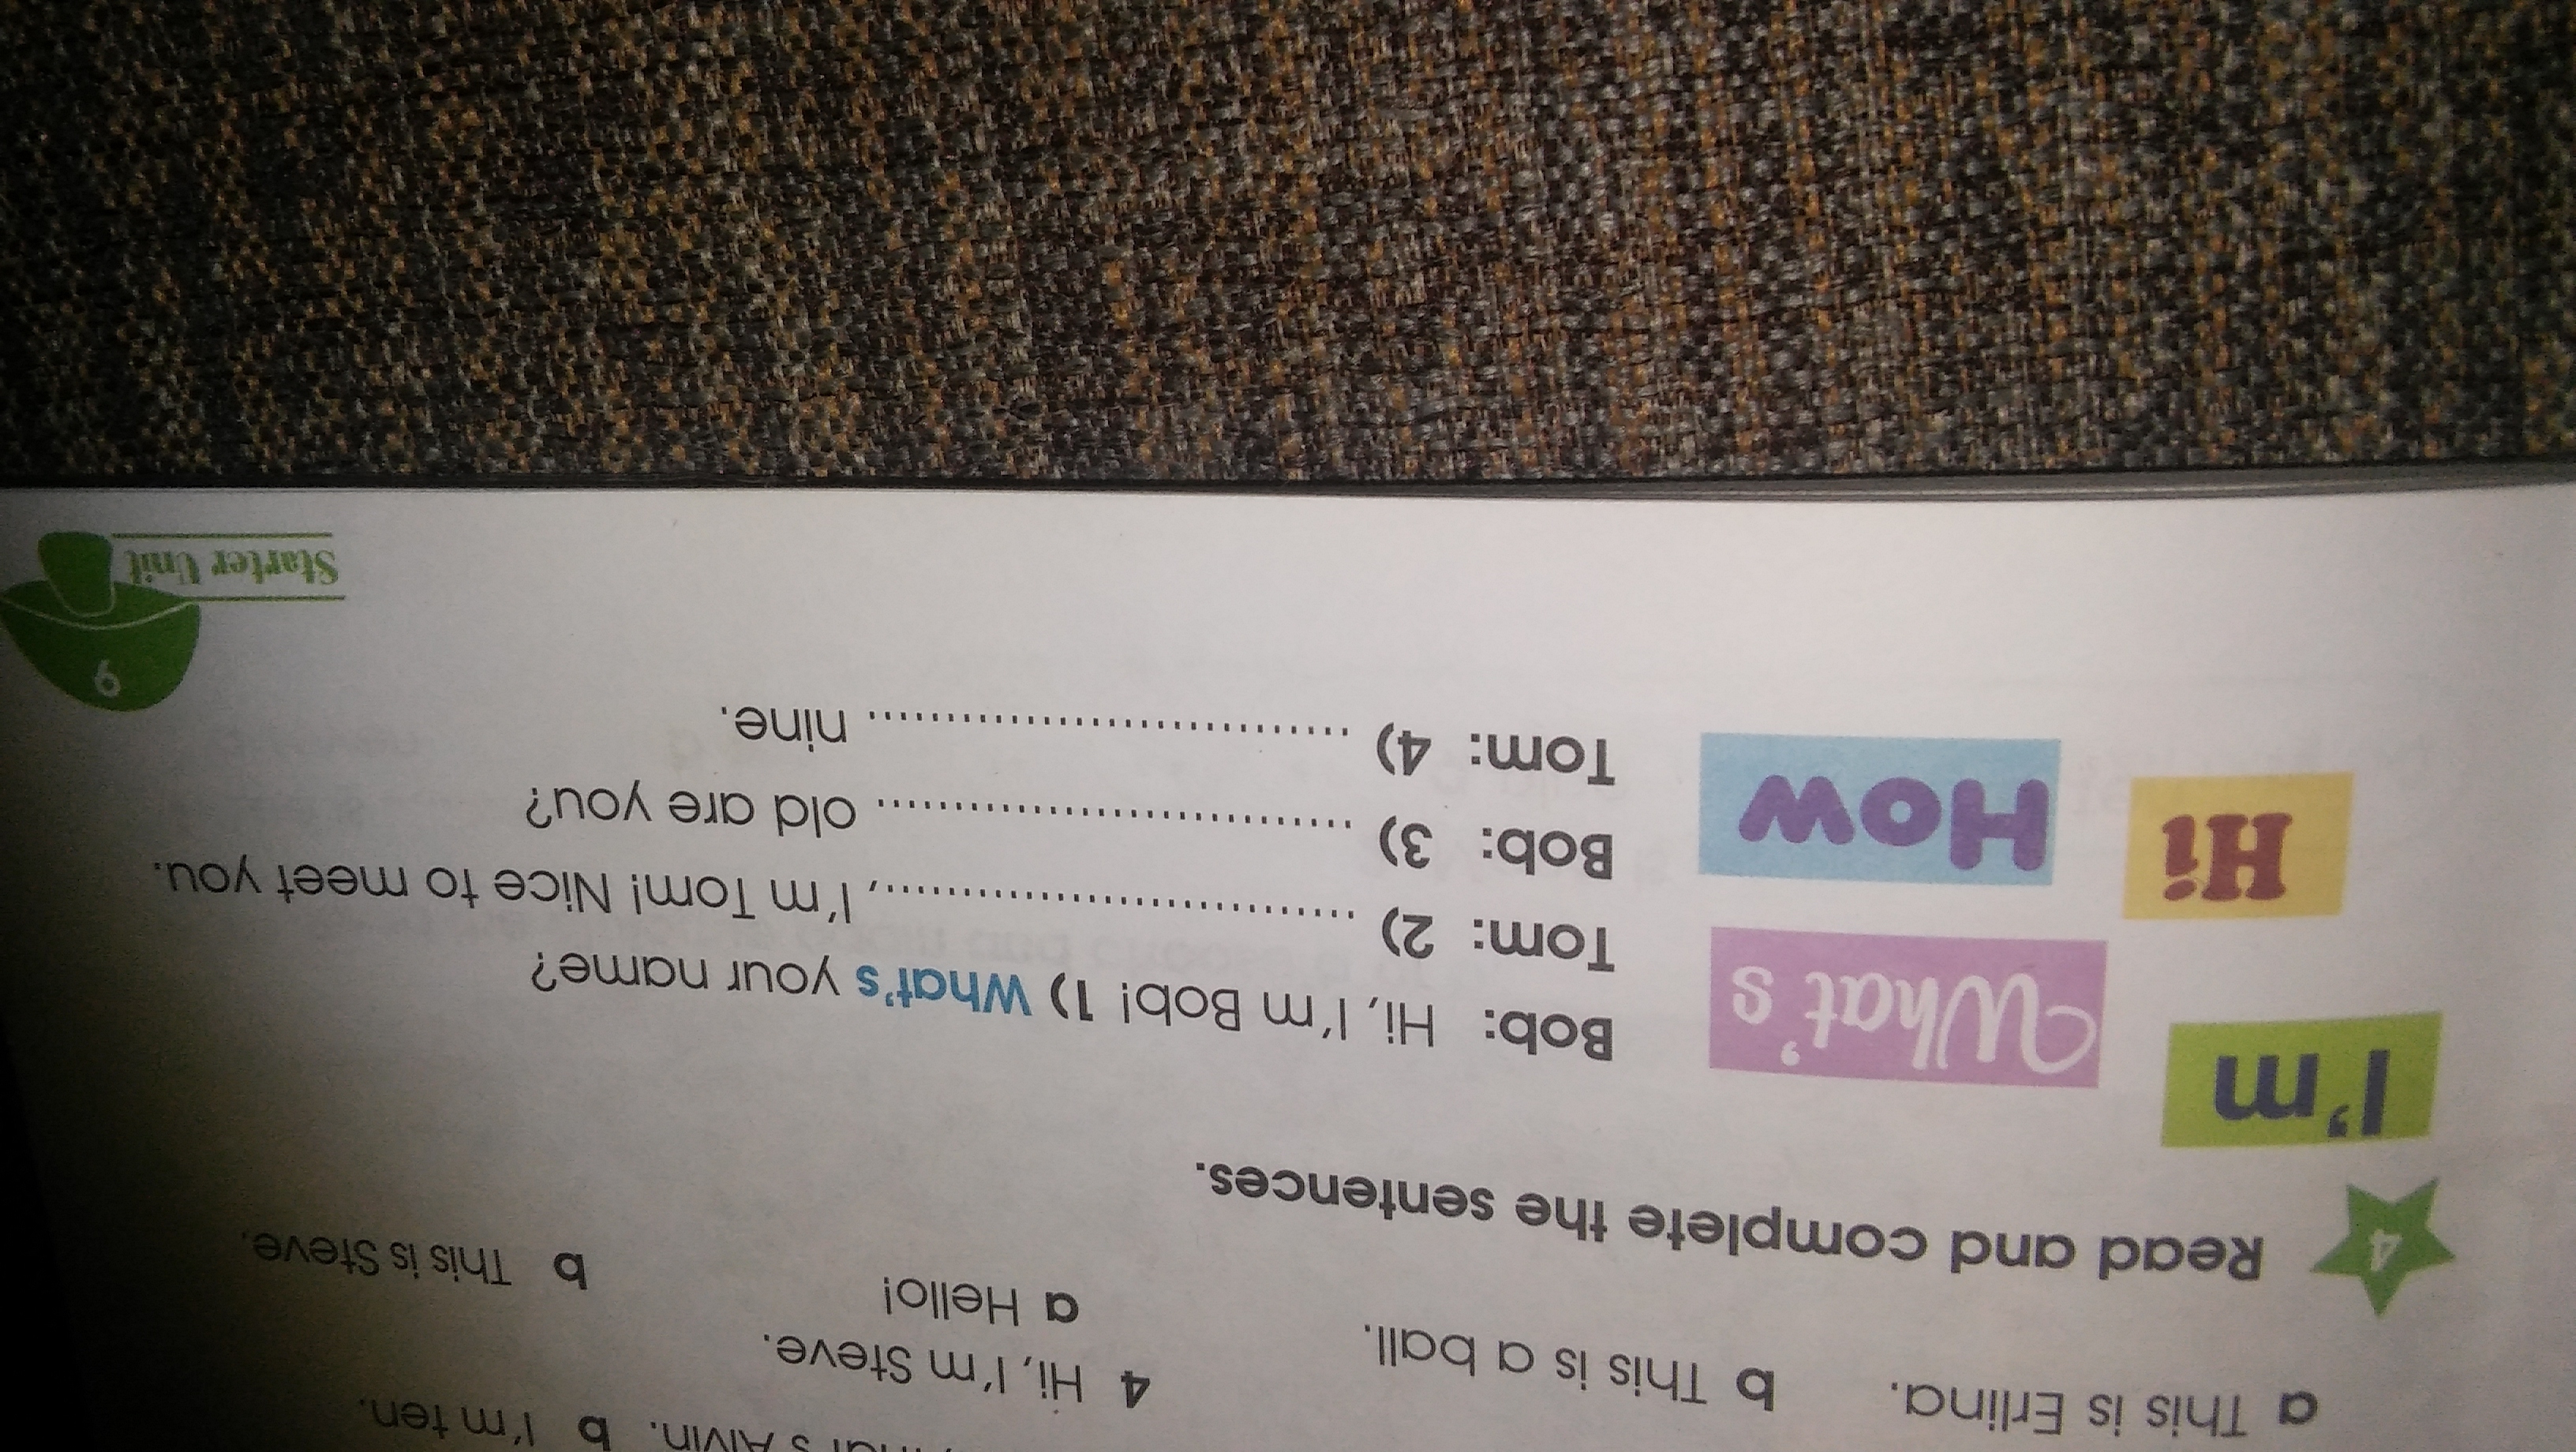 b I'm ten.
a This is Erlina. b This is a ball.
4 Hi, I'm Steve.
a Hello! b This is Steve.
4 Read and complete the sentences.
I'm What's Hi How
Bob: Hi, I'm Bob! 1) What's your name?
Tom: 2) ................................, I'm Tom! Nice to meet you.
Bob: 3) ................................ old are you?
Tom: 4) ................................ nine.
Starter Unit 9